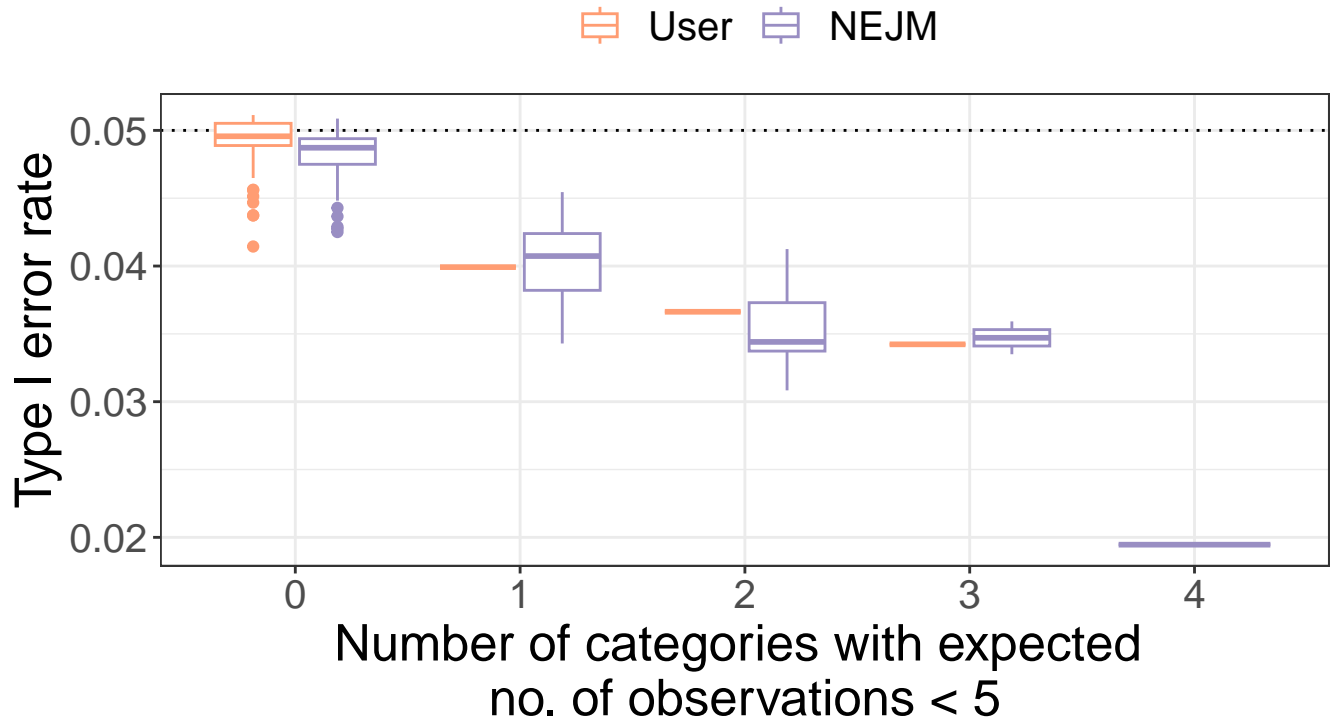 User NEJM
Type I error rate
0.05
0.04
0.03
0.02
0 1 2 3 4
Number of categories with expected
no. of observations < 5